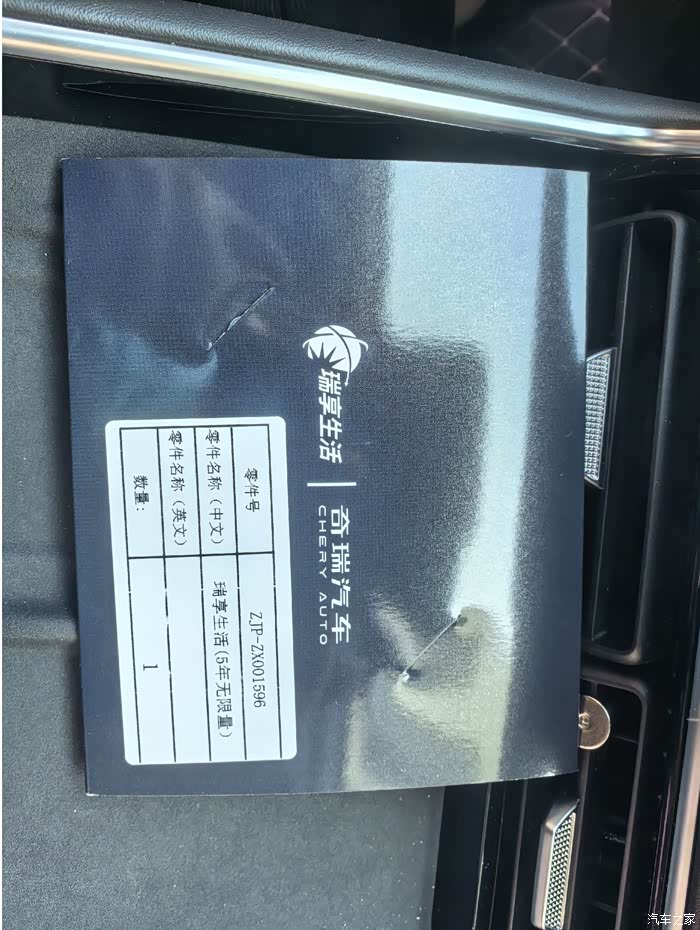 瑞享生活 | 奇瑞汽车
CHERY AUTO
零件号 ZJP-ZX001596
零件名称（中文） 瑞享生活(5年无限量)
零件名称（英文）
数量： 1
汽车之家